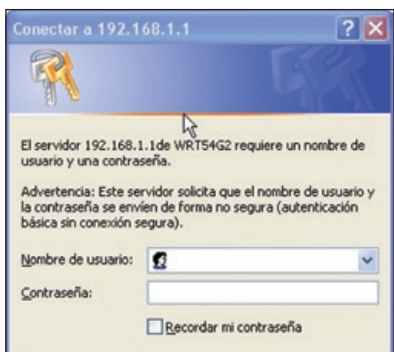 Conectar a 192.168.1.1
El servidor 192.168.1.1de WRT54G2 requiere un nombre de
usuario y una contraseña.
Advertencia: Este servidor solicita que el nombre de usuario y
la contraseña se envíen de forma no segura (autenticación
básica sin conexión segura).
Nombre de usuario:
Contraseña:
Recordar mi contraseña